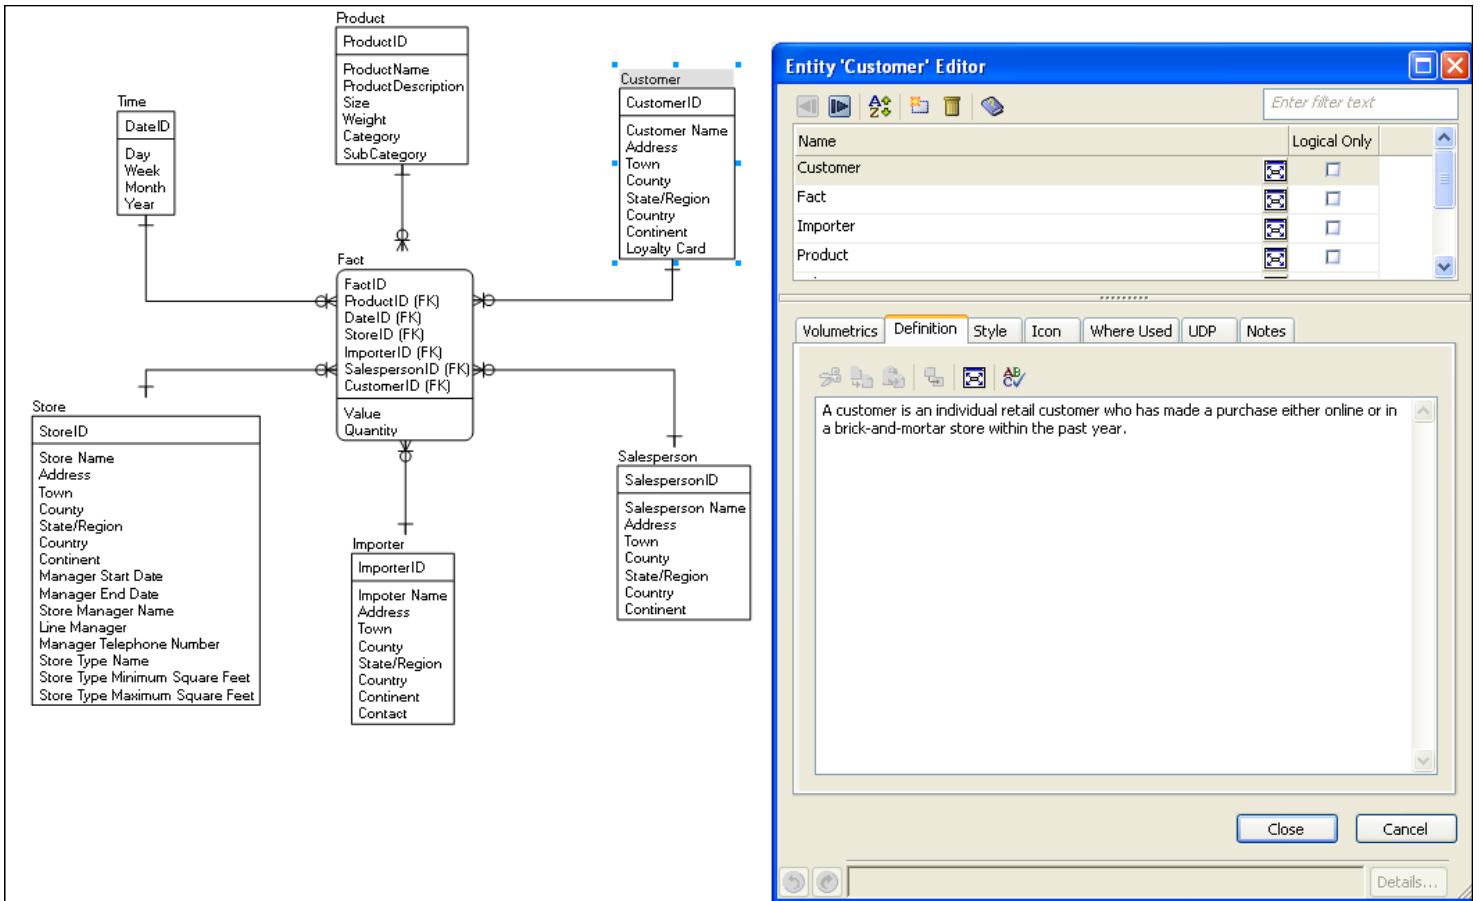 Product
ProductID
ProductName
ProductDescription
Size
Weight
Category
SubCategory
Time
DateID
Day
Week
Month
Year
Customer
CustomerID
Customer Name
Address
Town
County
State/Region
Country
Continent
Loyalty Card
Fact
FactID
ProductID (FK)
DateID (FK)
StoreID (FK)
ImporterID (FK)
SalespersonID (FK)
CustomerID (FK)
Value
Quantity
Store
StoreID
Store Name
Address
Town
County
State/Region
Country
Continent
Manager Start Date
Manager End Date
Store Manager Name
Line Manager
Manager Telephone Number
Store Type Name
Store Type Minimum Square Feet
Store Type Maximum Square Feet
Importer
ImporterID
Impoter Name
Address
Town
County
State/Region
Country
Continent
Contact
Salesperson
SalespersonID
Salesperson Name
Address
Town
County
State/Region
Country
Continent
Entity 'Customer' Editor
Enter filter text
Name Logical Only
Customer
Fact
Importer
Product
Volumetrics Definition Style Icon Where Used UDP Notes
A customer is an individual retail customer who has made a purchase either online or in
a brick-and-mortar store within the past year.
Close Cancel
Details...